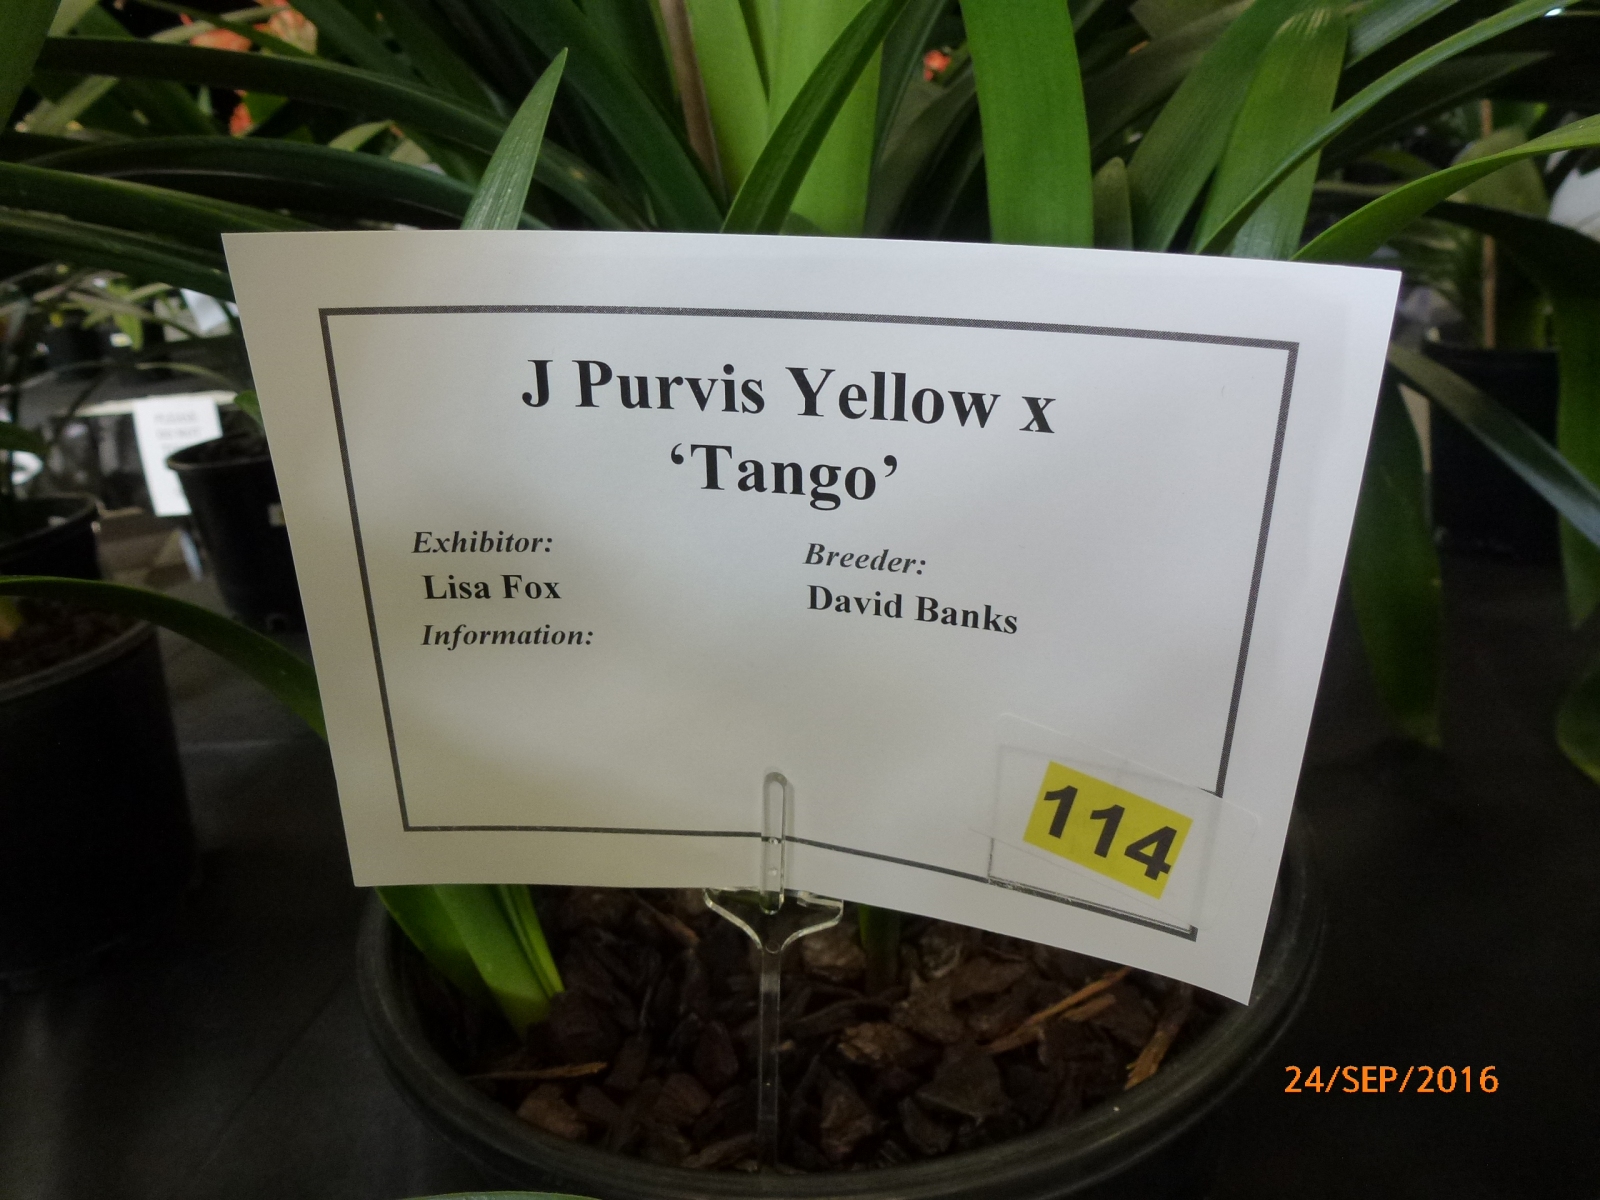 J Purvis Yellow x
‘Tango’
Exhibitor:
Lisa Fox
Breeder:
David Banks
Information:
114
24/SEP/2016